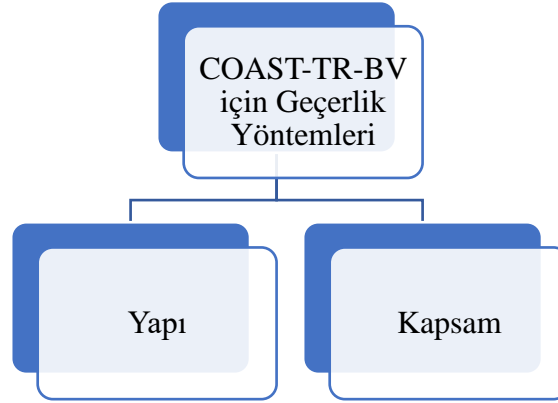 COAST-TR-BV
için Geçerlik
Yöntemleri
Yapı
Kapsam